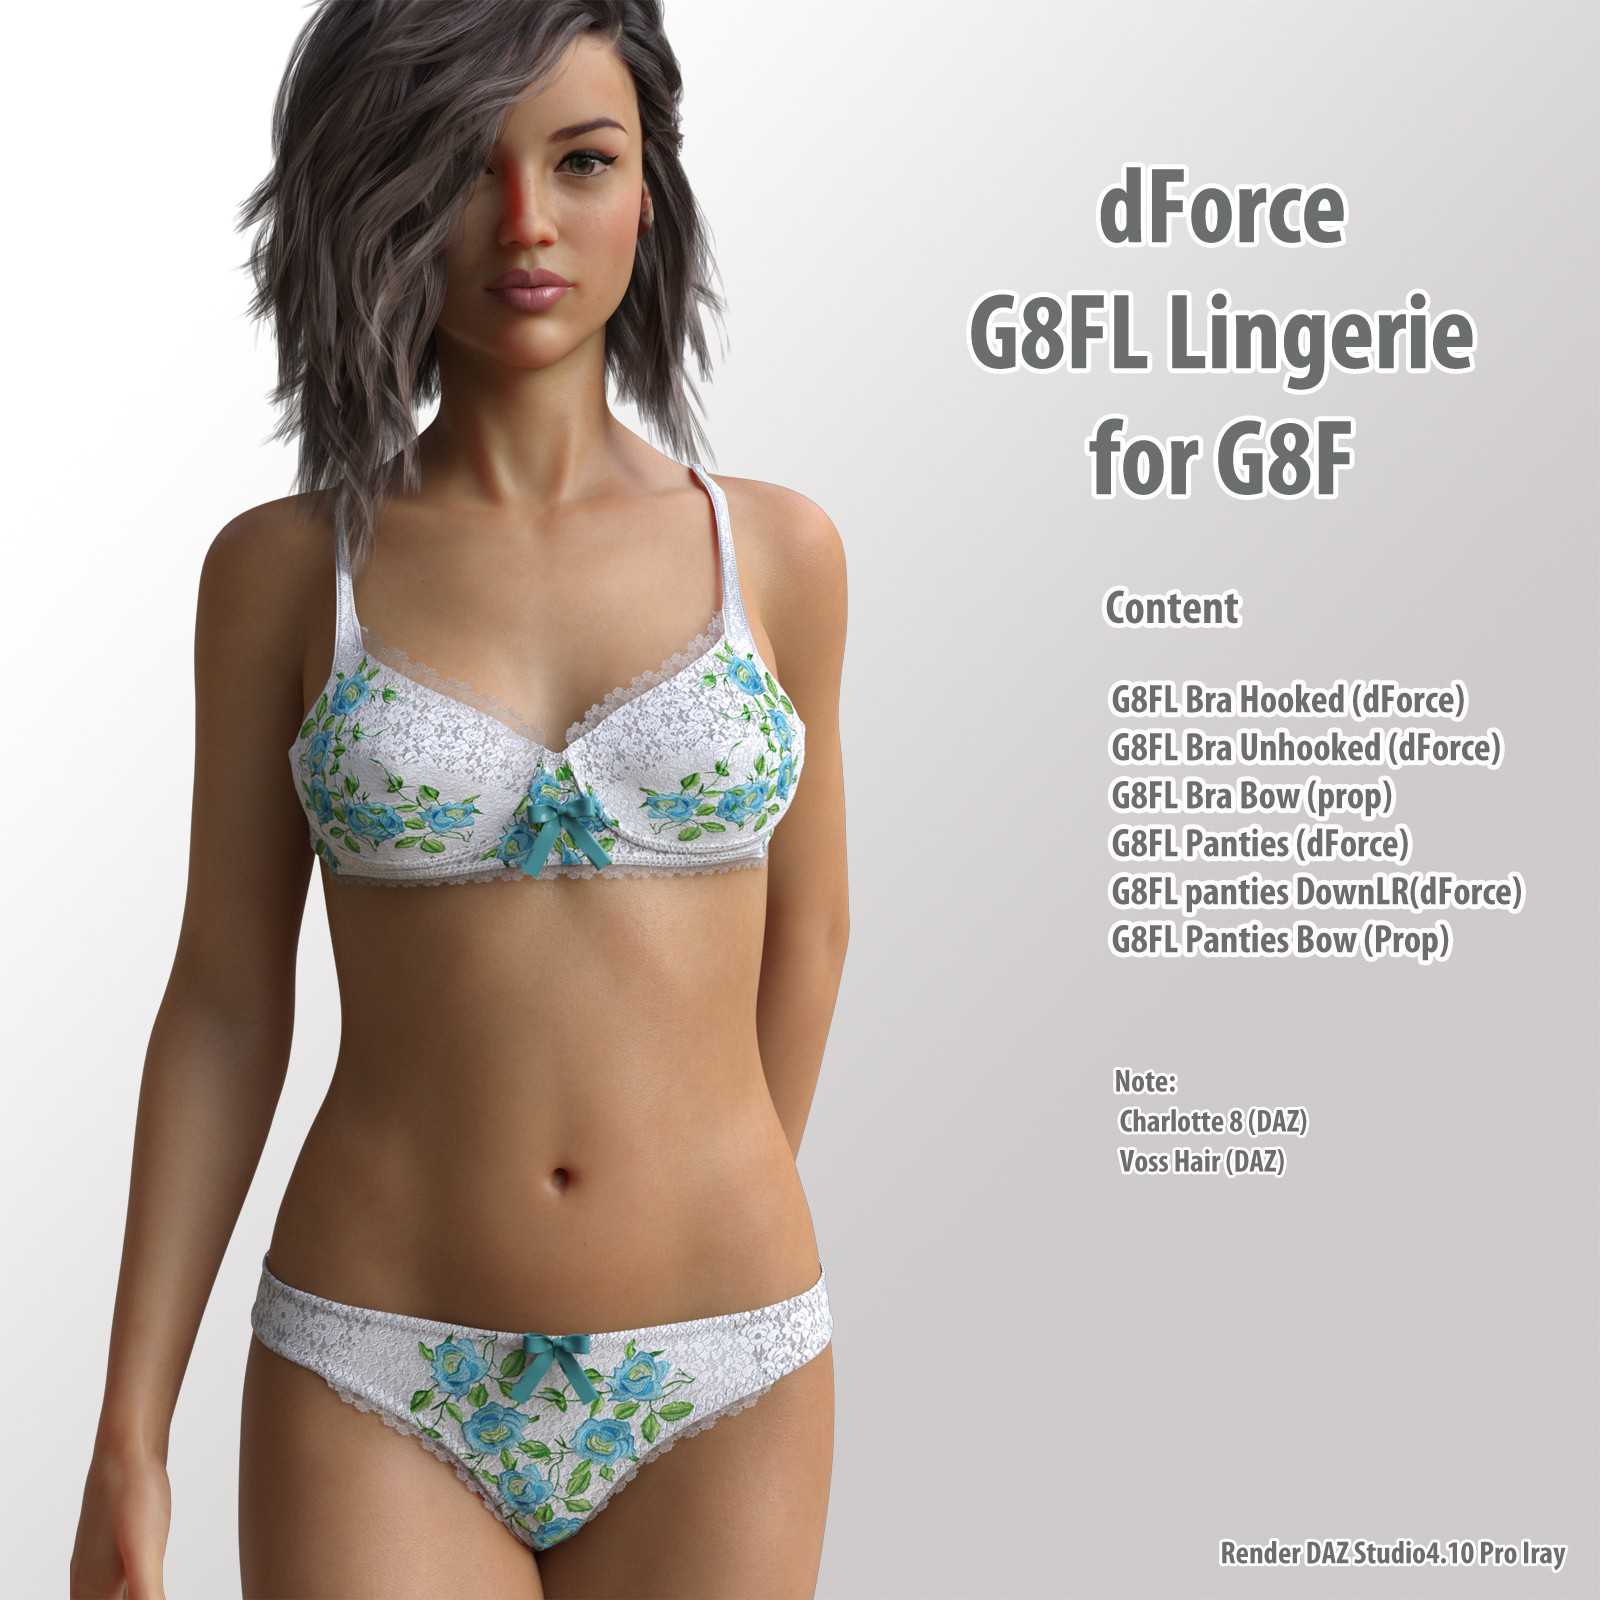 dForce
G8FL Lingerie
for G8F
Content
G8FL Bra Hooked (dForce)
G8FL Bra Unhooked (dForce)
G8FL Bra Bow (prop)
G8FL Panties (dForce)
G8FL panties DownLR(dForce)
G8FL Panties Bow (Prop)
Note:
Charlotte 8 (DAZ)
Voss Hair (DAZ)
Render DAZ Studio4.10 Pro Iray